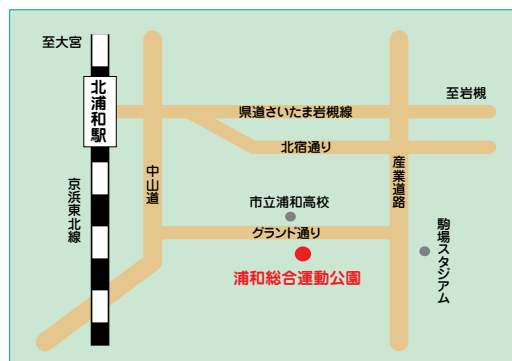 至大宮
北浦和駅
京浜東北線
中山道
県道さいたま岩槻線
至岩槻
北宿通り
産業道路
市立浦和高校
グランド通り
浦和総合運動公園
駒場スタジアム